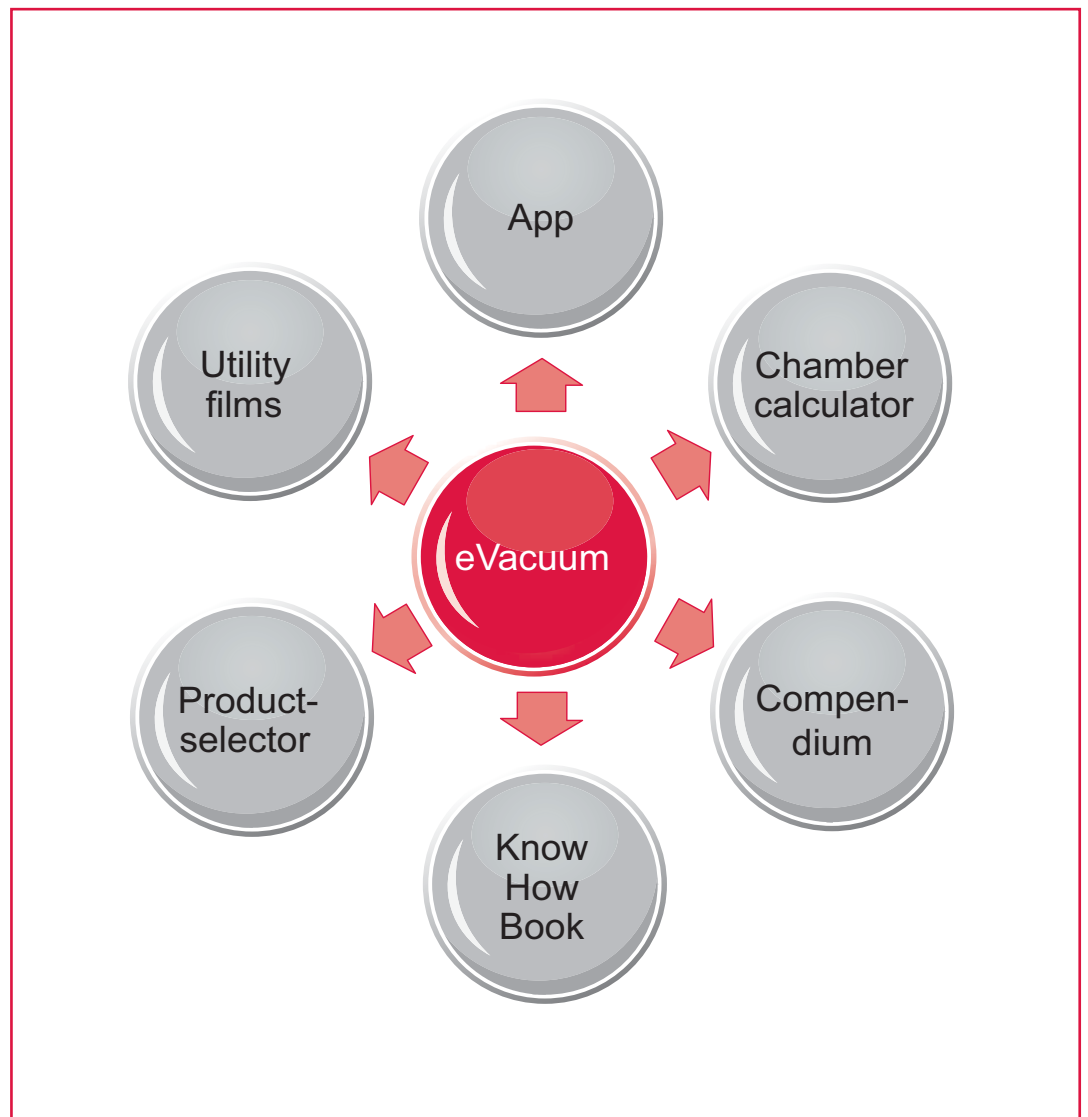 App
Utility
films
Chamber
calculator
eVacuum
Product-
selector
Compen-
dium
Know
How
Book